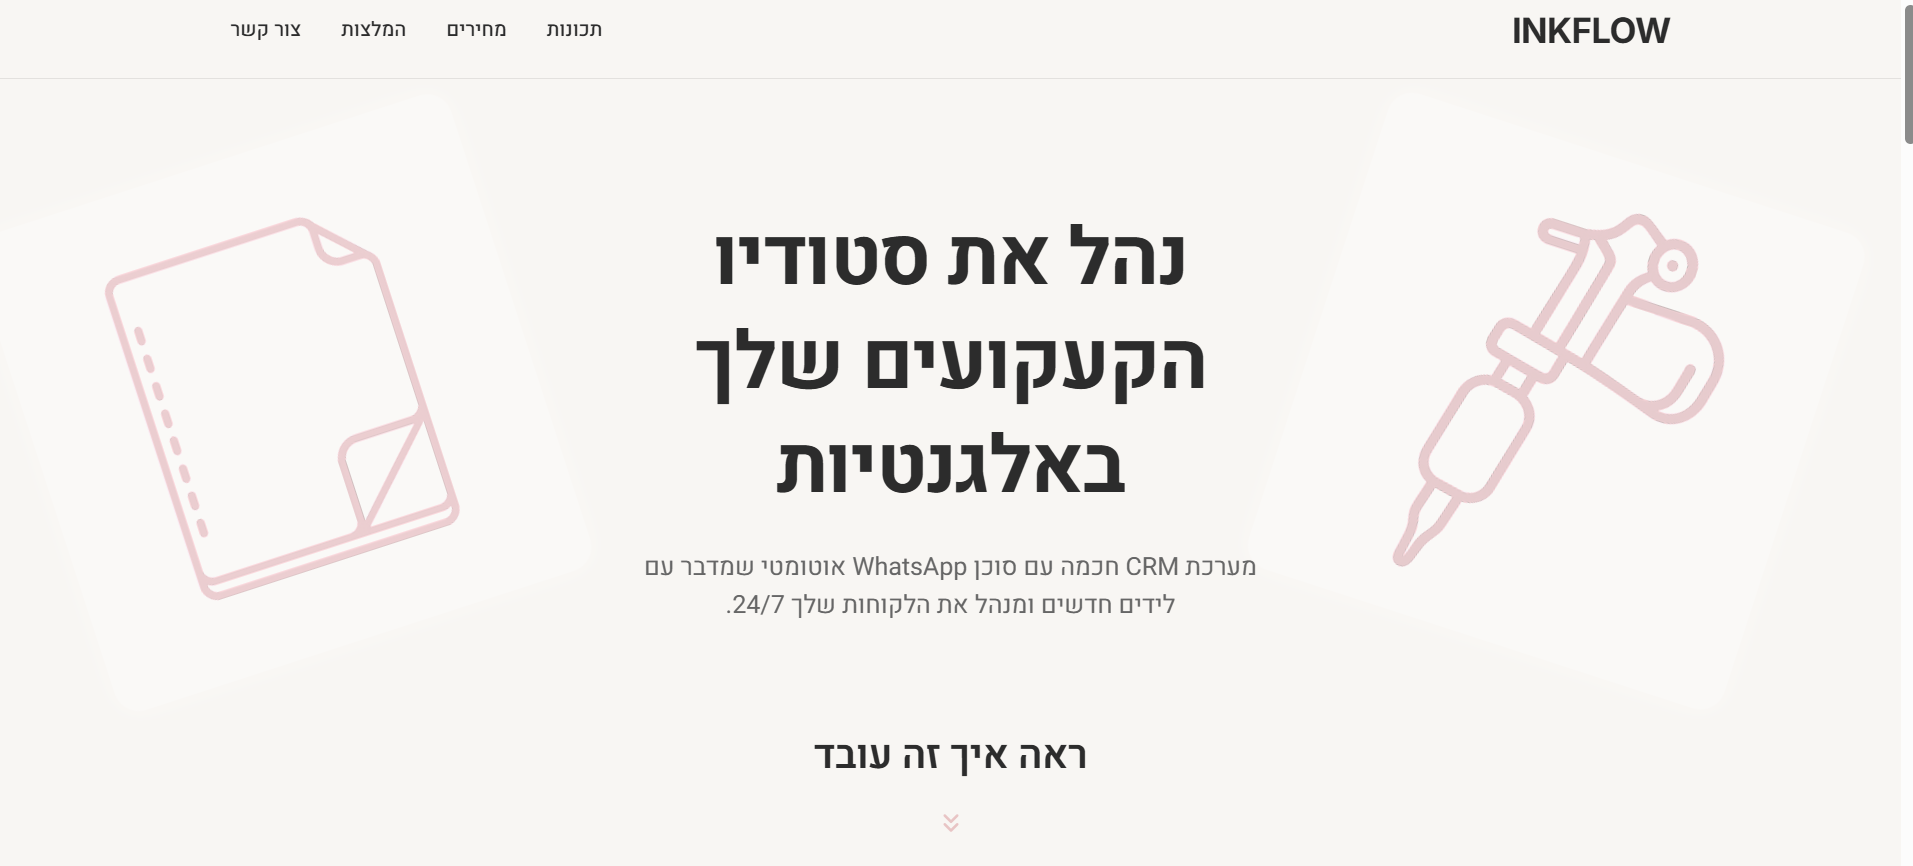 INKFLOW
תכונות
מחירים
המלצות
צור קשר
נהל את סטודיו
הקעקועים שלך
באלגנטיות
מערכת CRM חכמה עם סוכן WhatsApp אוטומטי שמדבר עם
לידים חדשים ומנהל את הלקוחות שלך 24/7.
ראה איך זה עובד